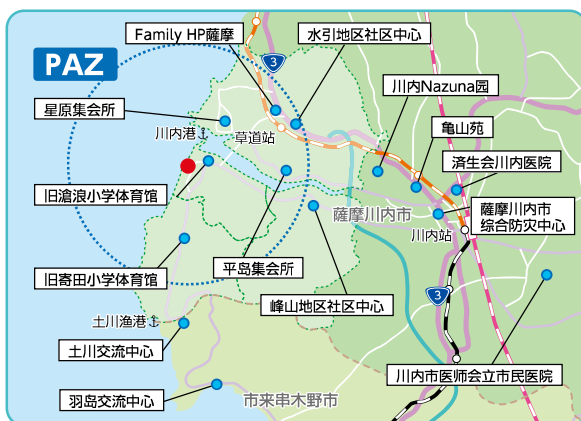 Family HP薩摩
水引地区社区中心
PAZ
3
川内Nazuna园
星原集会所
川内港
草道站
亀山苑
済生会川内医院
旧滄浪小学体育館
薩摩川内市
薩摩川内市
综合防灾中心
川内站
旧寄田小学体育館
平岛集会所
峰山地区社区中心
3
土川渔港
土川交流中心
川内市医师会立市民医院
羽岛交流中心
市来串木野市